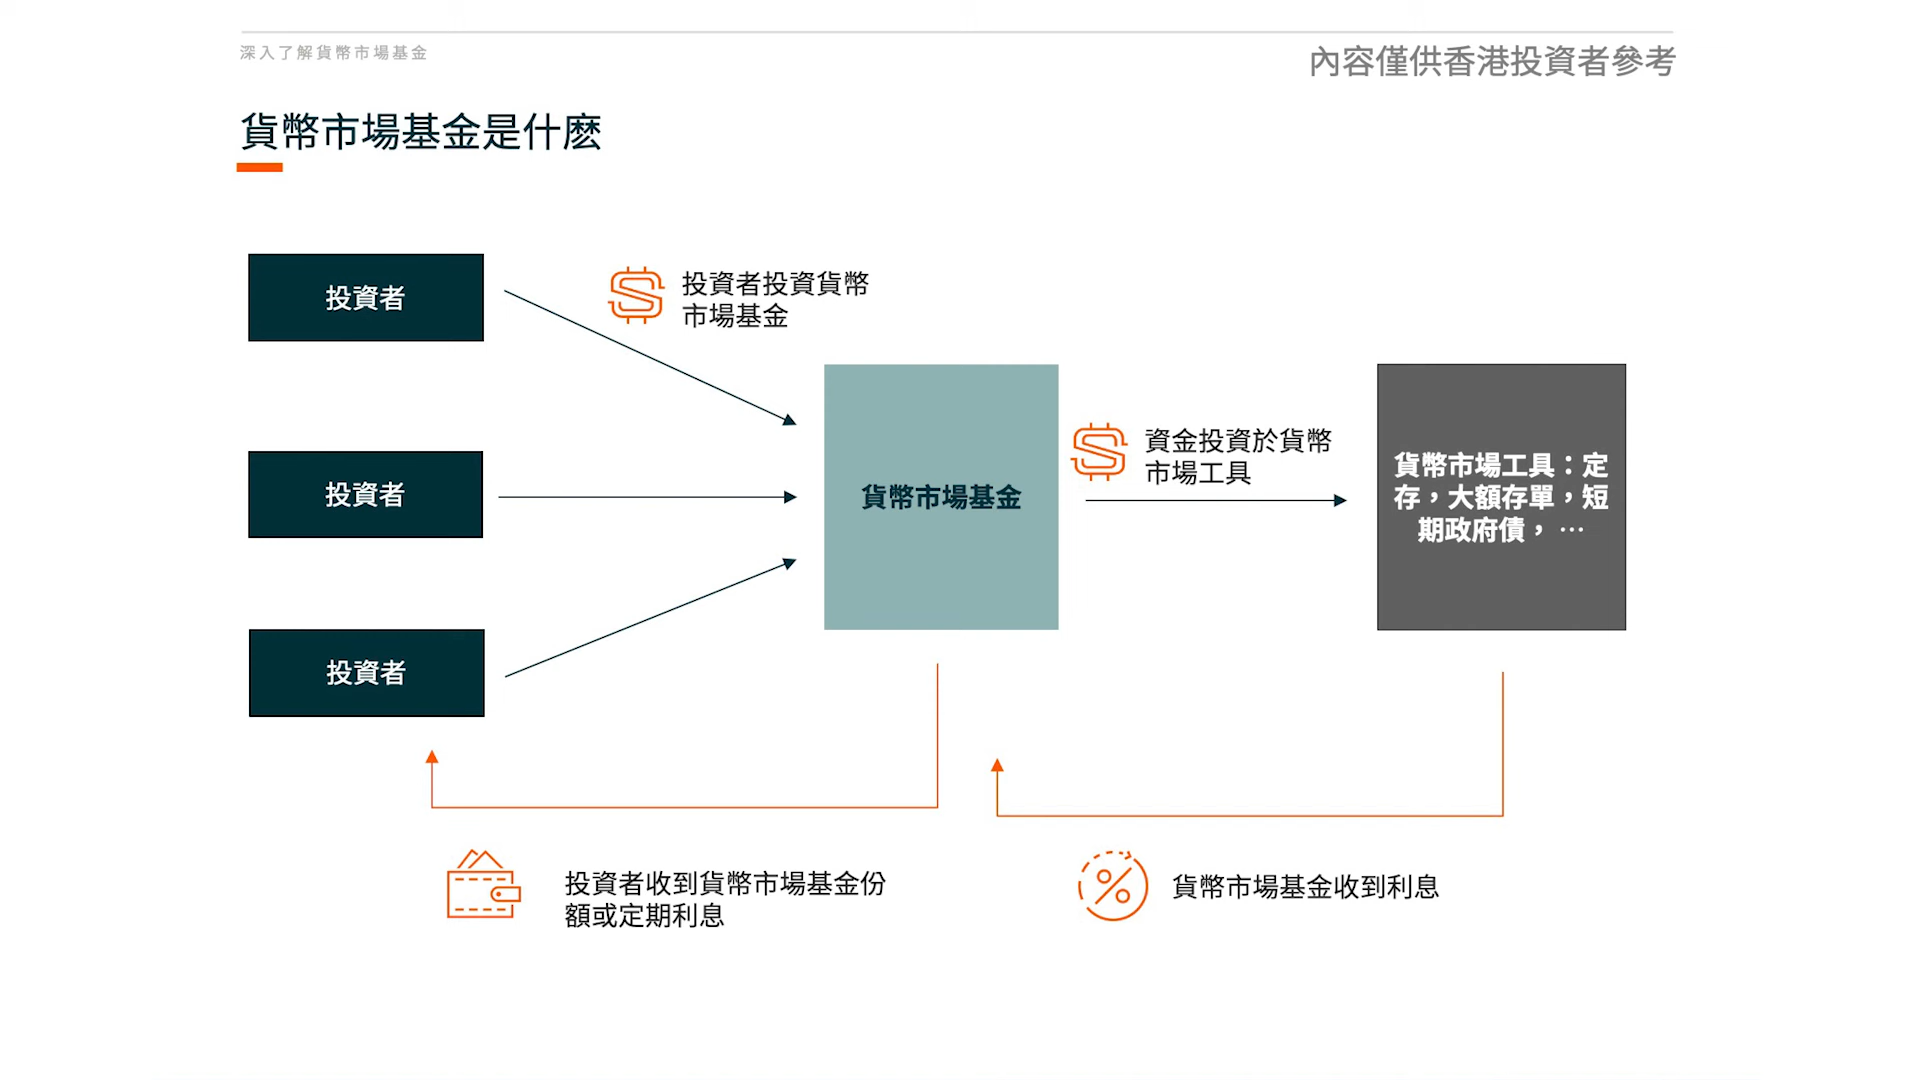 深入了解貨幣市場基金
內容僅供香港投資者參考
貨幣市場基金是什麽
投資者
投資者投資貨幣
市場基金
投資者
貨幣市場基金
資金投資於貨幣
市場工具
貨幣市場工具：定
存，大額存單，短
期政府債，…
投資者
投資者收到貨幣市場基金份
額或定期利息
貨幣市場基金收到利息